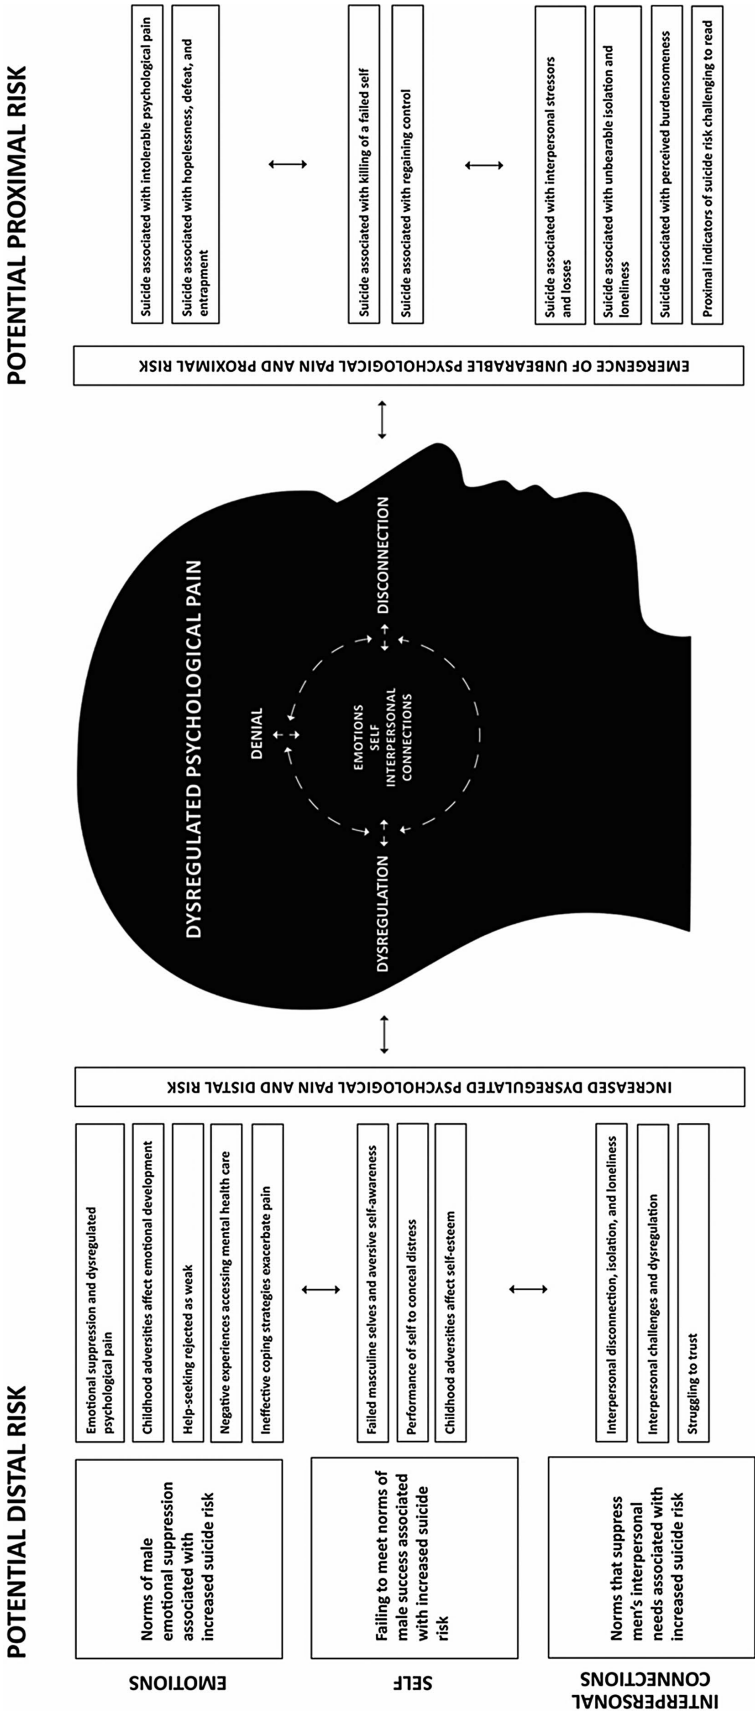 POTENTIAL DISTAL RISK
EMOTIONS
Norms of male
emotional suppression
associated with
increased suicide risk
Emotional suppression and dysregulated
psychological pain
Childhood adversities affect emotional development
Help-seeking rejected as weak
Negative experiences accessing mental health care
Ineffective coping strategies exacerbate pain
SELF
Failing to meet norms of
male success associated
with increased suicide
risk
Failed masculine selves and aversive self-awareness
Performance of self to conceal distress
Childhood adversities affect self-esteem
INTERPERSONAL
CONNECTIONS
Norms that suppress
men's interpersonal
needs associated with
increased suicide risk
Interpersonal disconnection, isolation, and loneliness
Interpersonal challenges and dysregulation
Struggling to trust
INCREASED DYSREGULATED PSYCHOLOGICAL PAIN AND DISTAL RISK
DYSREGULATED PSYCHOLOGICAL PAIN
DENIAL
DYSREGULATION
EMOTIONS
SELF
INTERPERSONAL
CONNECTIONS
DISCONNECTION
EMERGENCE OF UNBEARABLE PSYCHOLOGICAL PAIN AND PROXIMAL RISK
POTENTIAL PROXIMAL RISK
Suicide associated with intolerable psychological pain
Suicide associated with hopelessness, defeat, and
entrapment
Suicide associated with killing of a failed self
Suicide associated with regaining control
Suicide associated with interpersonal stressors
and losses
Suicide associated with unbearable isolation and
loneliness
Suicide associated with perceived burdensomeness
Proximal indicators of suicide risk challenging to read